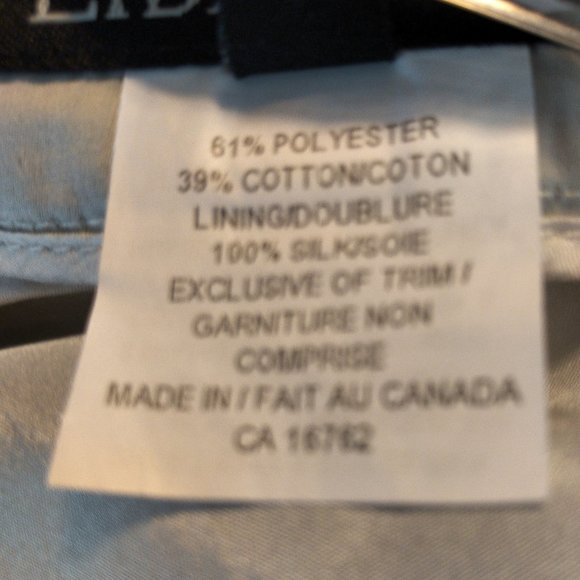 61% POLYESTER
39% COTTON/COTON
LINING/DOUBLURE
100% SILK/SOIE
EXCLUSIVE OF TRIM /
GARNITURE NON
COMPRISE
MADE IN / FAIT AU CANADA
CA 16762